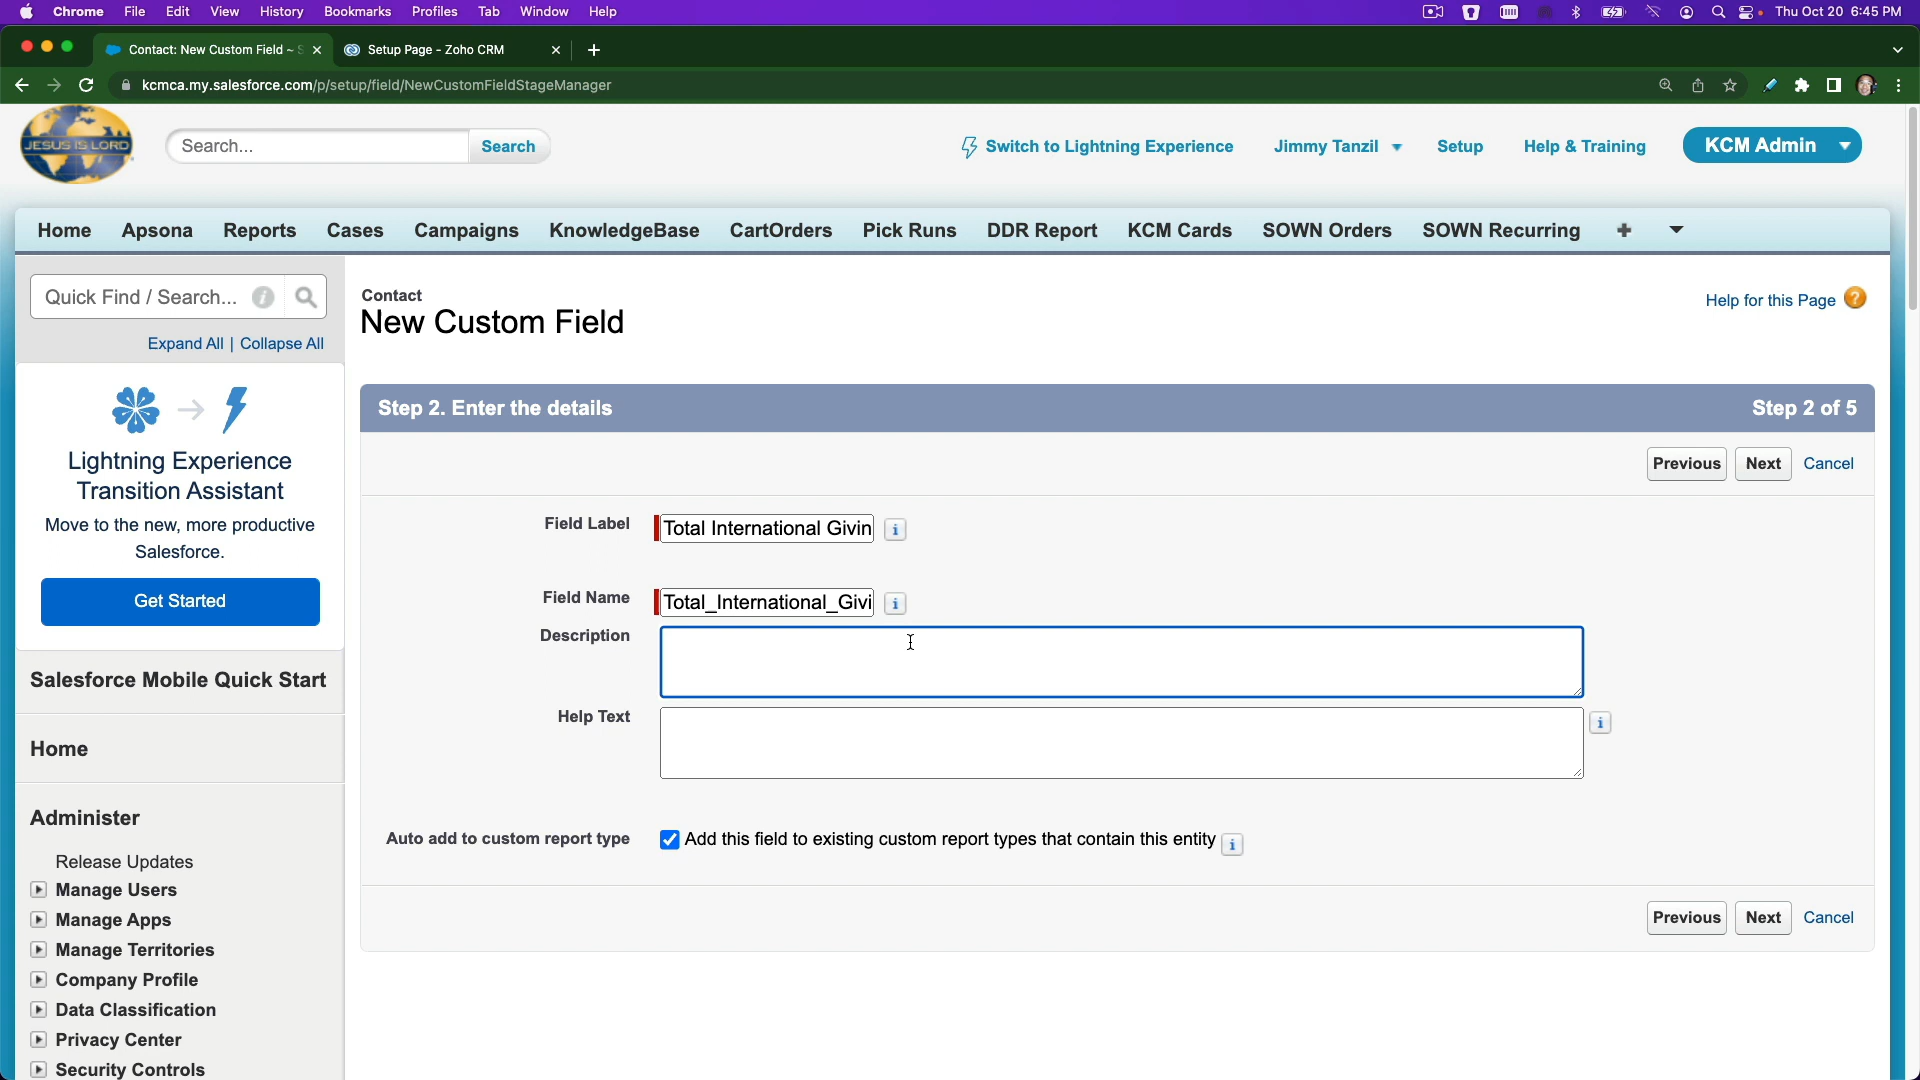 Chrome File Edit View History Bookmarks Profiles Tab Window Help Thu Oct 20 6:45 PM
Contact: New Custom Field ~ S Setup Page - Zoho CRM
kcmca.my.salesforce.com/p/setup/field/NewCustomFieldStageManager
JESUS IS LORD
Search... Search Switch to Lightning Experience Jimmy Tanzil Setup Help & Training KCM Admin
Home Apsona Reports Cases Campaigns KnowledgeBase CartOrders Pick Runs DDR Report KCM Cards SOWN Orders SOWN Recurring
Quick Find / Search...
Expand All | Collapse All
Lightning Experience
Transition Assistant
Move to the new, more productive
Salesforce.
Get Started
Salesforce Mobile Quick Start
Home
Administer
Release Updates
Manage Users
Manage Apps
Manage Territories
Company Profile
Data Classification
Privacy Center
Security Controls
Contact
New Custom Field
Help for this Page
Step 2. Enter the details Step 2 of 5
Previous Next Cancel
Field Label Total International Givin
Field Name Total_International_Givi
Description
Help Text
Auto add to custom report type Add this field to existing custom report types that contain this entity
Previous Next Cancel